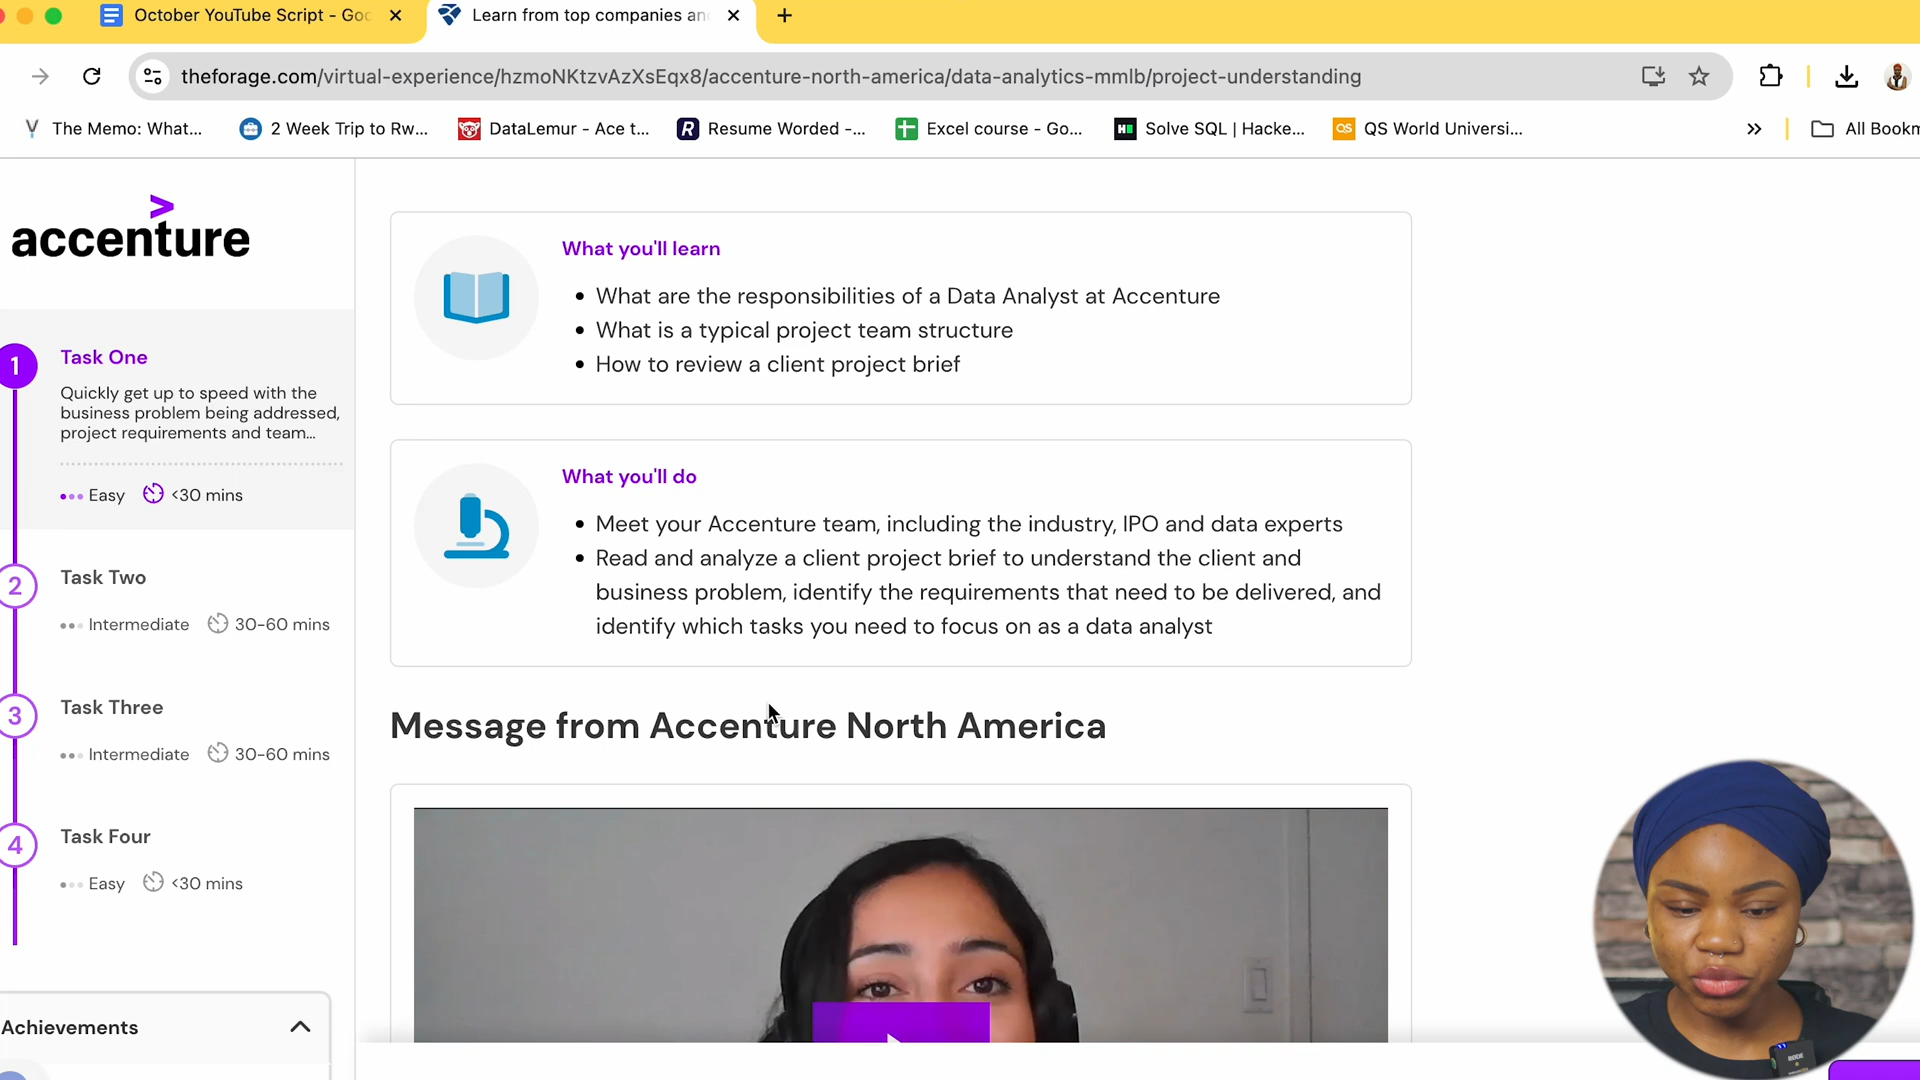 October YouTube Script - Goo
Learn from top companies and
theforage.com/virtual-experience/hzmoNKtzvAzXsEqx8/accenture-north-america/data-analytics-mmlb/project-understanding
The Memo: What...
2 Week Trip to Rw...
DataLemur - Ace t...
Resume Worded -...
Excel course - Go...
Solve SQL | Hacke...
QS World Universi...
All Bookm
accenture
1
Task One
Quickly get up to speed with the
business problem being addressed,
project requirements and team...
Easy <30 mins
2
Task Two
Intermediate 30-60 mins
3
Task Three
Intermediate 30-60 mins
4
Task Four
Easy <30 mins
Achievements
What you'll learn
• What are the responsibilities of a Data Analyst at Accenture
• What is a typical project team structure
• How to review a client project brief
What you'll do
• Meet your Accenture team, including the industry, IPO and data experts
• Read and analyze a client project brief to understand the client and
business problem, identify the requirements that need to be delivered, and
identify which tasks you need to focus on as a data analyst
Message from Accenture North America